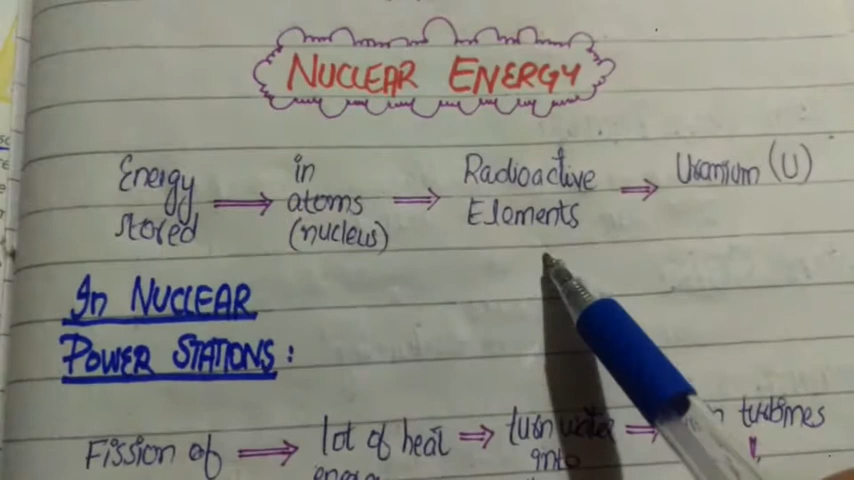 NUCLEAR ENERGY
Energy stored ⇒ in atoms (nucleus) ⇒ Radioactive Elements ⇒ Uranium (U)
In NUCLEAR
POWER STATIONS:
Fission of ⇒ lot of heat ⇒ turn water into ⇒ turbines